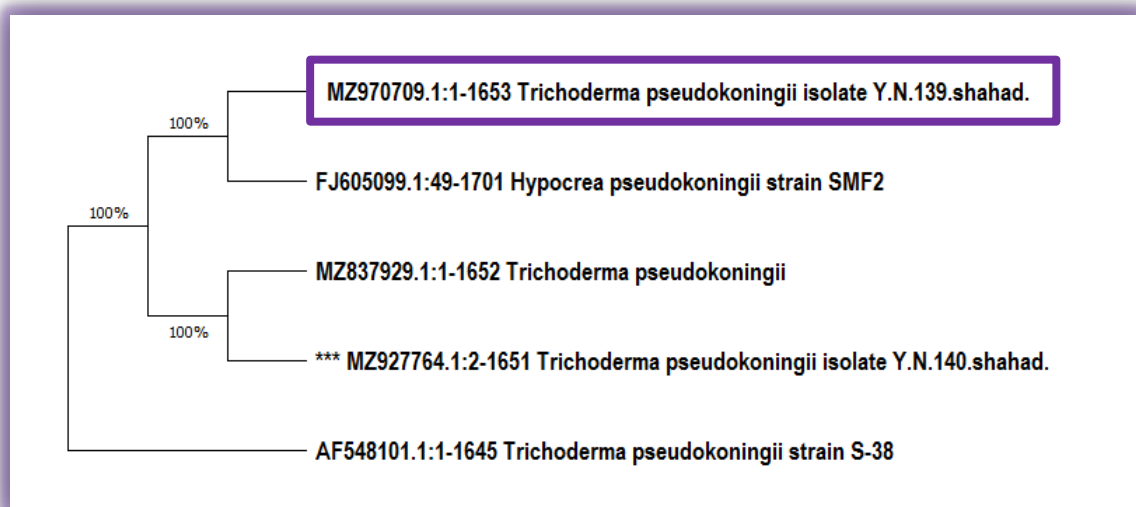 MZ970709.1:1-1653 Trichoderma pseudokoningii isolate Y.N.139.shahad.
100%
FJ605099.1:49-1701 Hypocrea pseudokoningii strain SMF2
100%
MZ837929.1:1-1652 Trichoderma pseudokoningii
100%
*** MZ927764.1:2-1651 Trichoderma pseudokoningii isolate Y.N.140.shahad.
AF548101.1:1-1645 Trichoderma pseudokoningii strain S-38